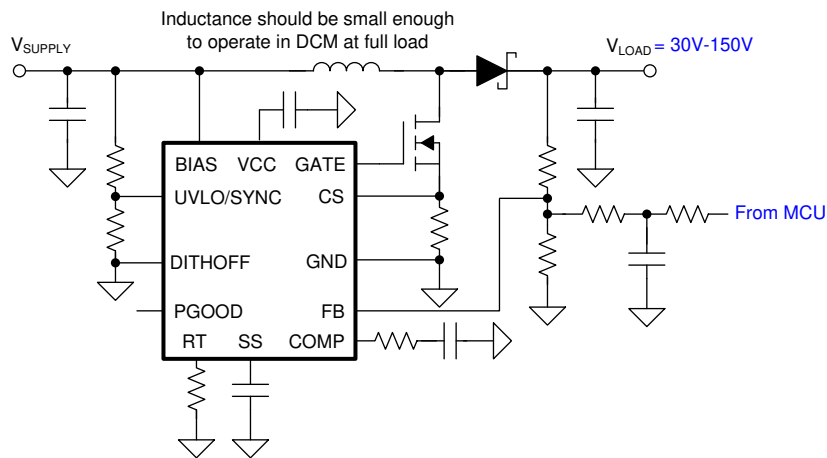 Inductance should be small enough
to operate in DCM at full load
VSUPPLY
VLOAD = 30V-150V
BIAS VCC GATE
UVLO/SYNC CS
From MCU
DITHOFF GND
PGOOD FB
RT SS COMP